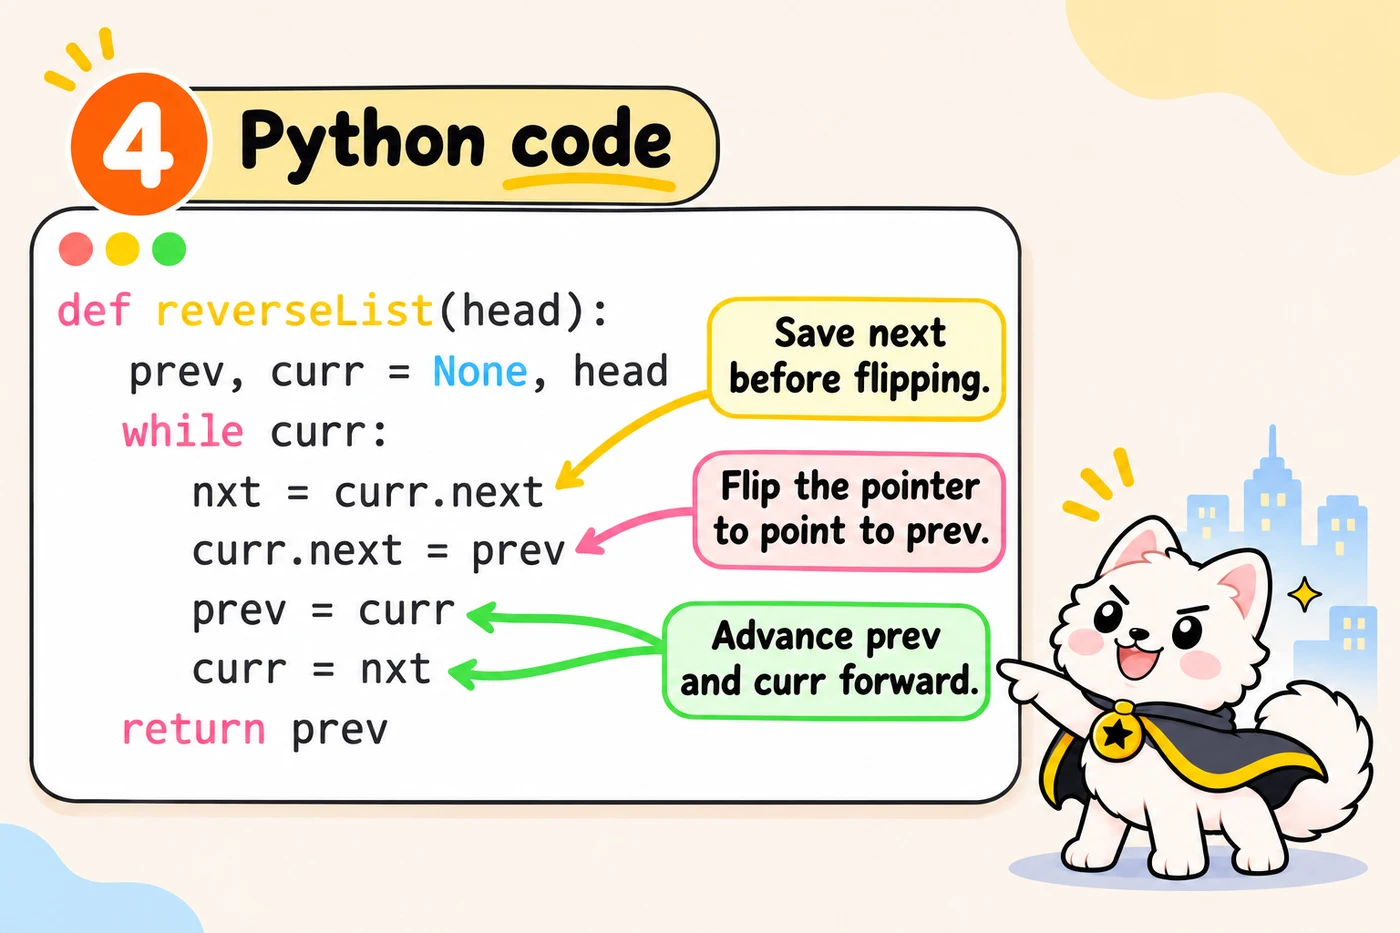 4 Python code
def reverseList(head):
prev, curr = None, head
while curr:
nxt = curr.next
curr.next = prev
prev = curr
curr = nxt
return prev
Save next
before flipping.
Flip the pointer
to point to prev.
Advance prev
and curr forward.